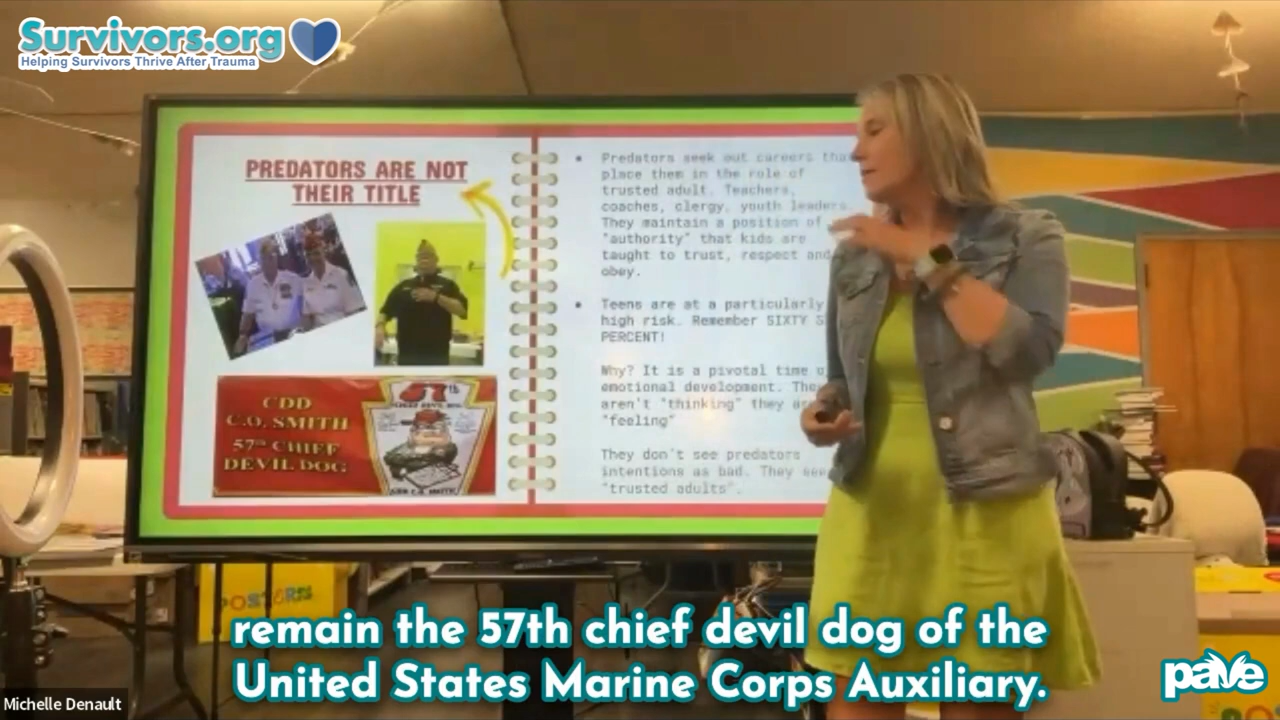 Survivors.org
Helping Survivors Thrive After Trauma
PREDATORS ARE NOT
THEIR TITLE
CDD
C.O. SMITH
57th CHIEF
DEVIL DOG
57th
• Predators seek out careers
place them in the role of
trusted adult. Teachers,
coaches, clergy, youth leaders.
They maintain a position of
"authority" that kids are
taught to trust, respect and
obey.
• Teens are at a particularly
high risk. Remember SIXTY
PERCENT!
Why? It is a pivotal time
emotional development.
aren't "thinking" they
"feeling"
They don't see predators
intentions as bad. They
"trusted adults".
POSTERS
remain the 57th chief devil dog of the
United States Marine Corps Auxiliary.
Michelle Denault
pave